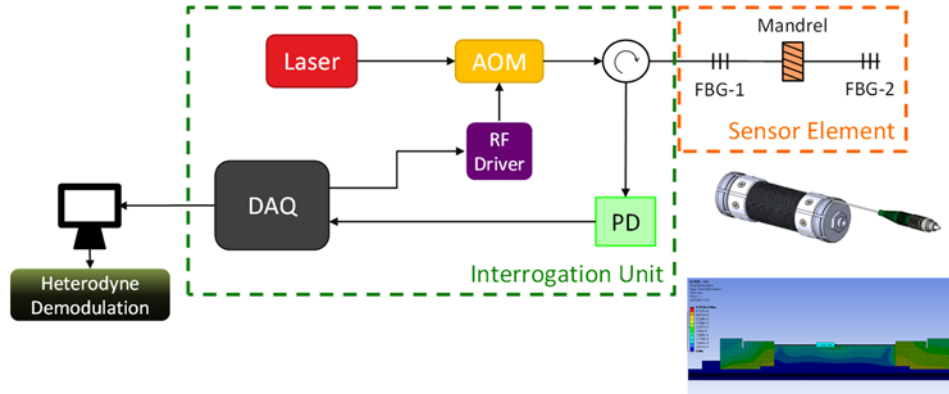 Mandrel
Laser
AOM
FBG-1
FBG-2
Sensor Element
RF
Driver
DAQ
PD
Interrogation Unit
Heterodyne
Demodulation